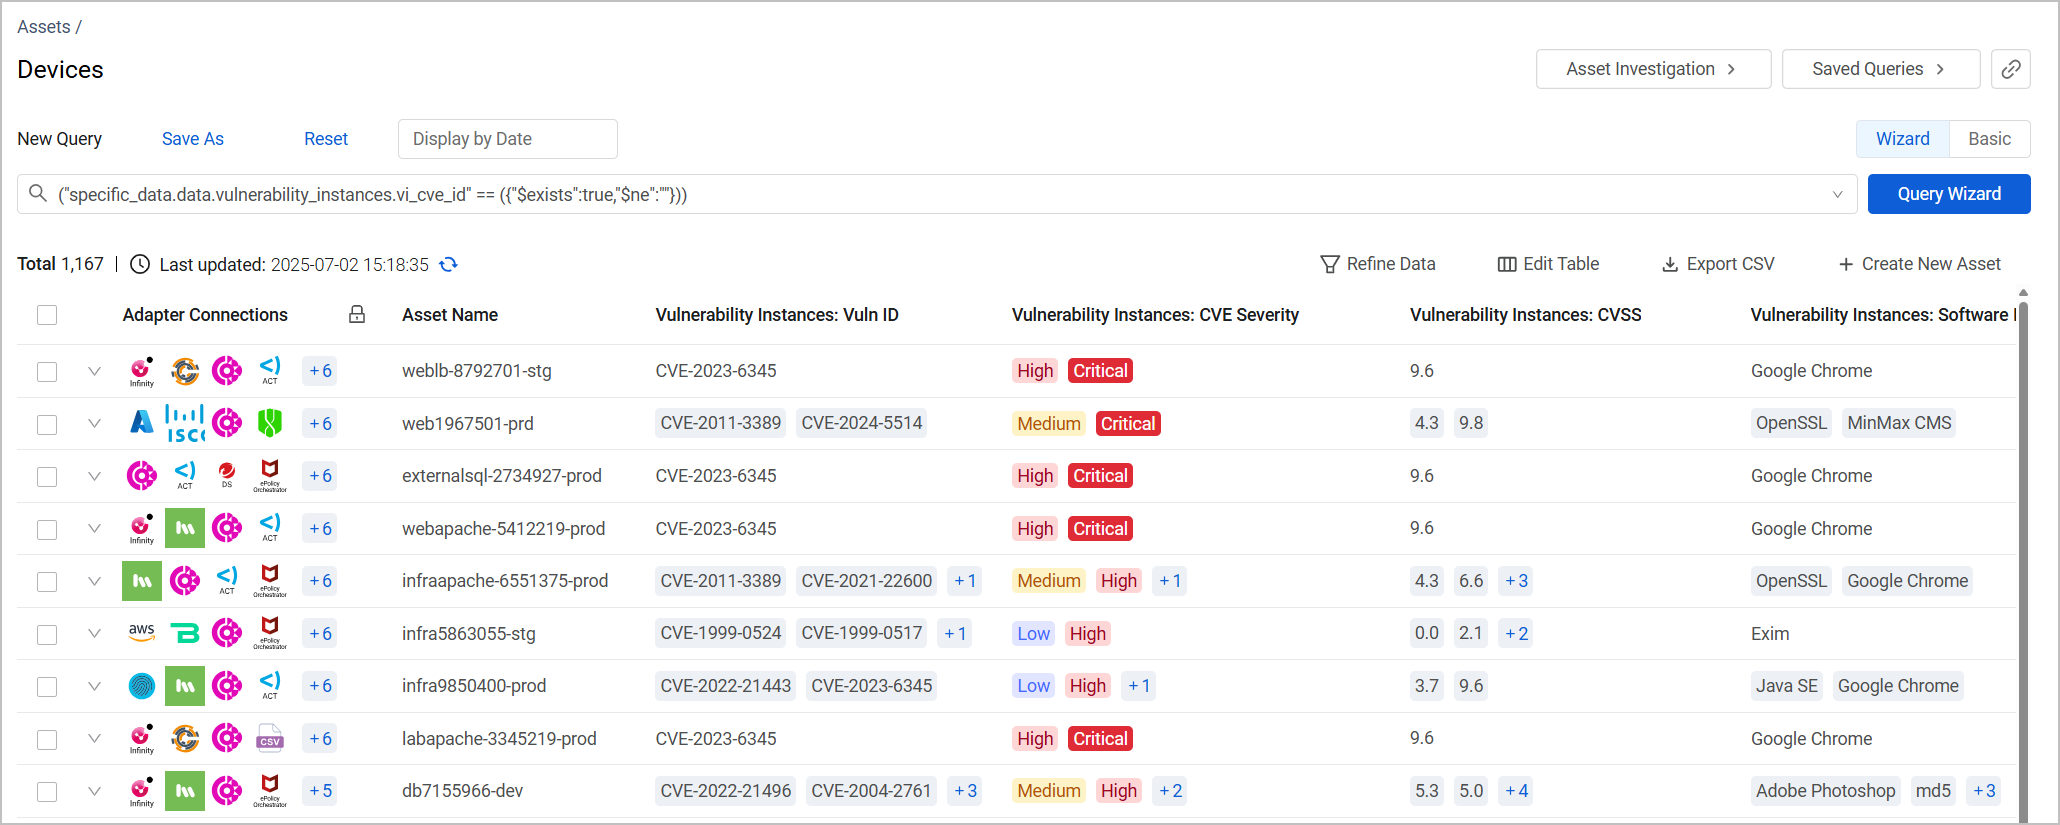 Assets /
Devices
Asset Investigation
Saved Queries
New Query Save As Reset Display by Date Wizard Basic
("specific_data.data.vulnerability_instances.vi_cve_id" == ({"$exists":true,"$ne":""})) Query Wizard
Total 1,167 Last updated: 2025-07-02 15:18:35 Refine Data Edit Table Export CSV + Create New Asset
Adapter Connections Asset Name Vulnerability Instances: Vuln ID Vulnerability Instances: CVE Severity Vulnerability Instances: CVSS Vulnerability Instances: Software
Infinity ACT +6 weblb-8792701-stg CVE-2023-6345 High Critical 9.6 Google Chrome
+6 web1967501-prd CVE-2011-3389 CVE-2024-5514 Medium Critical 4.3 9.8 OpenSSL MinMax CMS
ACT DS ePolicy Orchestrator +6 externalsql-2734927-prod CVE-2023-6345 High Critical 9.6 Google Chrome
Infinity ACT +6 webapache-5412219-prod CVE-2023-6345 High Critical 9.6 Google Chrome
ACT ePolicy Orchestrator +6 infraapache-6551375-prod CVE-2011-3389 CVE-2021-22600 +1 Medium High +1 4.3 6.6 +3 OpenSSL Google Chrome
aws ePolicy Orchestrator +6 infra5863055-stg CVE-1999-0524 CVE-1999-0517 +1 Low High 0.0 2.1 +2 Exim
ACT +6 infra9850400-prod CVE-2022-21443 CVE-2023-6345 Low High +1 3.7 9.6 Java SE Google Chrome
Infinity CSV +6 labapache-3345219-prod CVE-2023-6345 High Critical 9.6 Google Chrome
Infinity ePolicy Orchestrator +5 db7155966-dev CVE-2022-21496 CVE-2004-2761 +3 Medium High +2 5.3 5.0 +4 Adobe Photoshop md5 +3